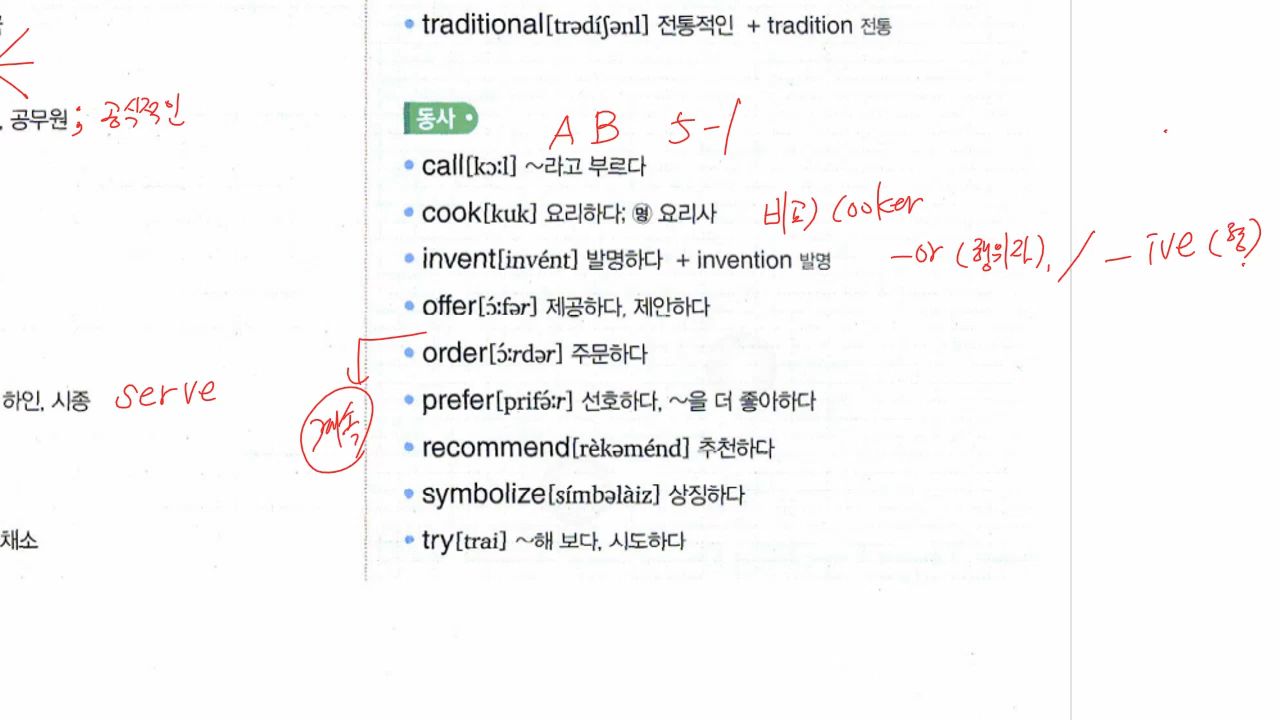 traditional[trədíʃənl] 전통적인 + tradition 전통
, 공무원 ; 공식적인
동사
A B 5-1
call[kɔːl] ~라고 부르다
cook[kuk] 요리하다; 명 요리사 비교) cooker
invent[invént] 발명하다 + invention 발명 -or (행위자), / - ive (형)
offer[ɔ́ːfər] 제공하다, 제안하다
order[ɔ́ːrdər] 주문하다
하인, 시종 serve
prefer[prifə́ːr] 선호하다, ~을 더 좋아하다
recommend[rèkəménd] 추천하다
symbolize[símbəlàiz] 상징하다
채소
try[trai] ~해 보다, 시도하다